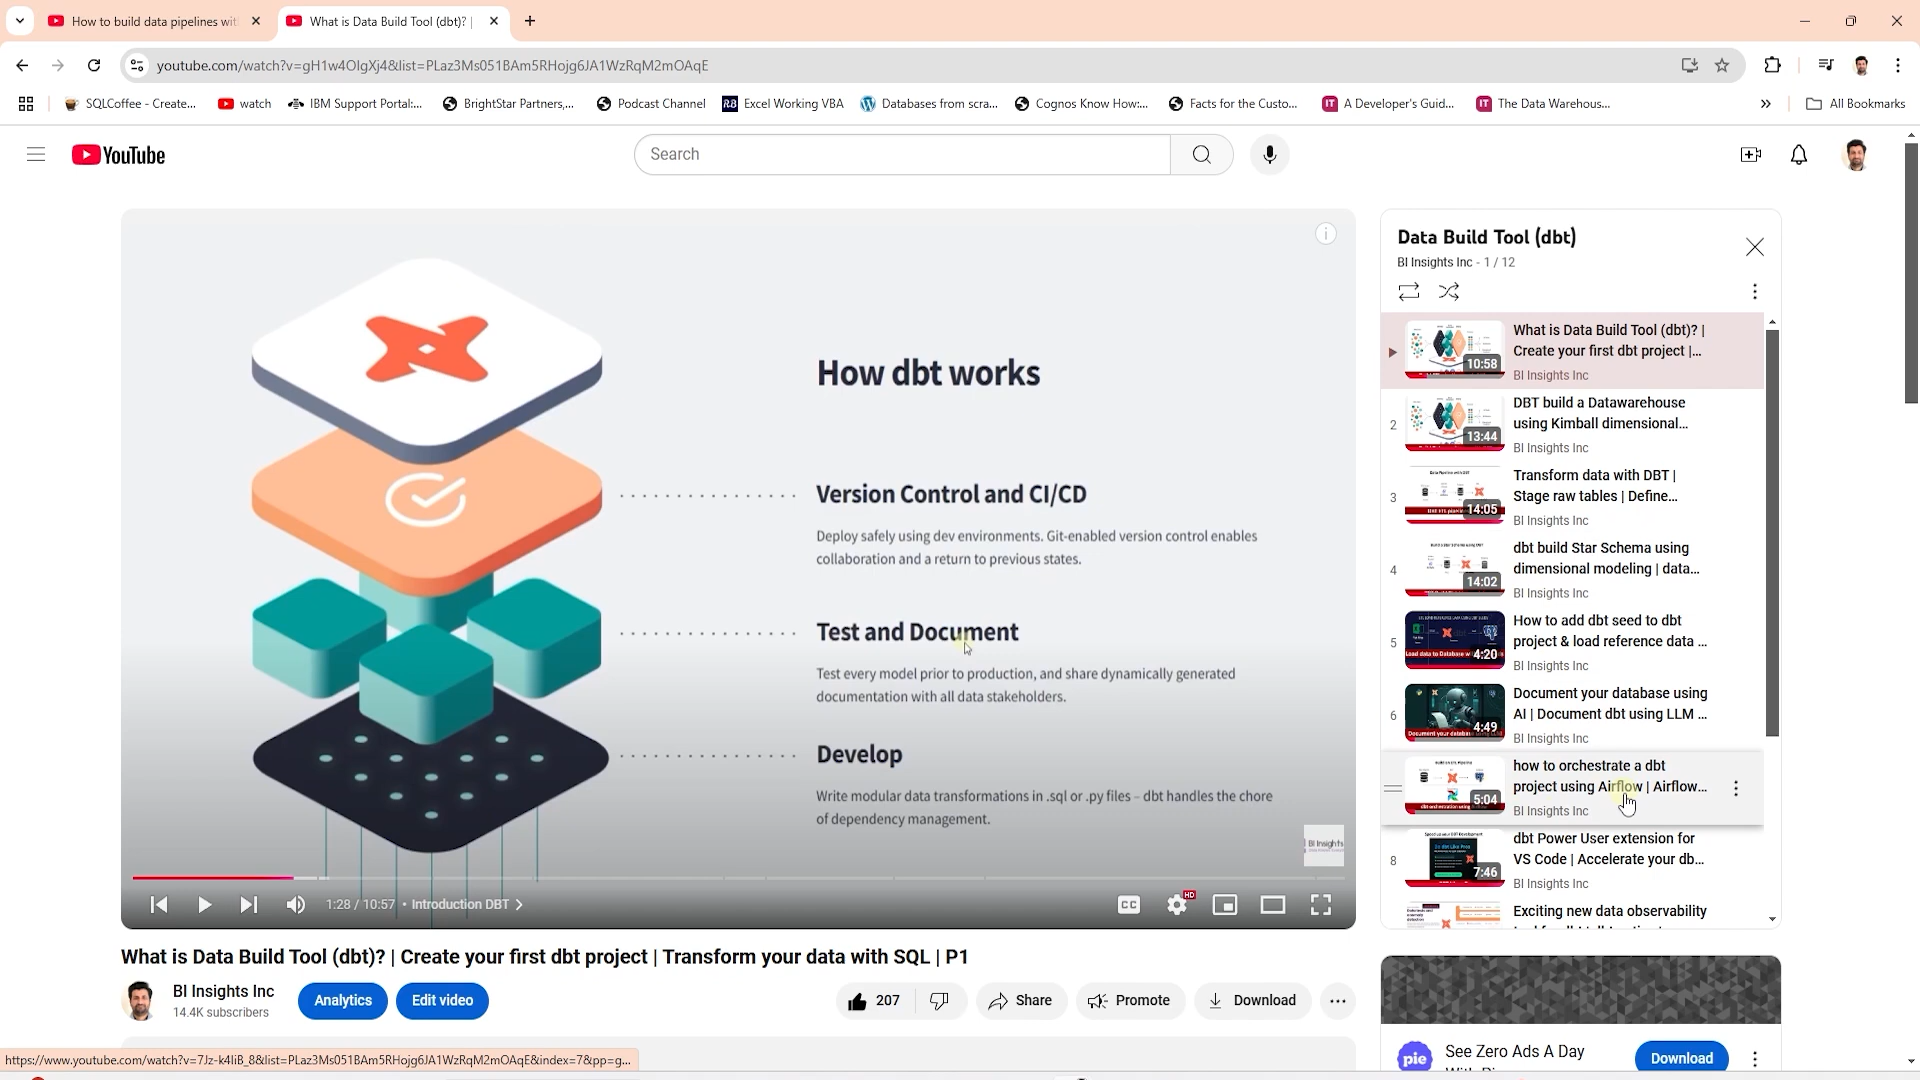 How to build data pipelines wit
What is Data Build Tool (dbt)? |
youtube.com/watch?v=gH1w4OlgXj4&list=PLaz3Ms051BAm5RHojg6JA1WzRqM2mOAqE
SQLCoffee - Create...
watch
IBM Support Portal:...
BrightStar Partners,...
Podcast Channel
Excel Working VBA
Databases from scra...
Cognos Know How:...
Facts for the Custo...
A Developer's Guid...
The Data Warehous...
All Bookmarks
YouTube
Search
How dbt works
Version Control and CI/CD
Deploy safely using dev environments. Git-enabled version control enables
collaboration and a return to previous states.
Test and Document
Test every model prior to production, and share dynamically generated
documentation with all data stakeholders.
Develop
Write modular data transformations in .sql or .py files – dbt handles the chore
of dependency management.
BI Insights
1:28 / 10:57 • Introduction DBT
CC
HD
Data Build Tool (dbt)
BI Insights Inc - 1 / 12
10:58
What is Data Build Tool (dbt)? |
Create your first dbt project |...
BI Insights Inc
2
13:44
DBT build a Datawarehouse
using Kimball dimensional...
BI Insights Inc
3
14:05
Transform data with DBT |
Stage raw tables | Define...
BI Insights Inc
4
14:02
dbt build Star Schema using
dimensional modeling | data...
BI Insights Inc
5
4:20
How to add dbt seed to dbt
project & load reference data ...
BI Insights Inc
6
4:49
Document your database using
AI | Document dbt using LLM ...
BI Insights Inc
5:04
how to orchestrate a dbt
project using Airflow | Airflow...
BI Insights Inc
8
7:46
dbt Power User extension for
VS Code | Accelerate your db...
BI Insights Inc
Exciting new data observability
What is Data Build Tool (dbt)? | Create your first dbt project | Transform your data with SQL | P1
BI Insights Inc
14.4K subscribers
Analytics
Edit video
207
Share
Promote
Download
pie
See Zero Ads A Day
Download
https://www.youtube.com/watch?v=7Jz-k4IiB_8&list=PLaz3Ms051BAm5RHojg6JA1WzRqM2mOAqE&index=7&pp=g...